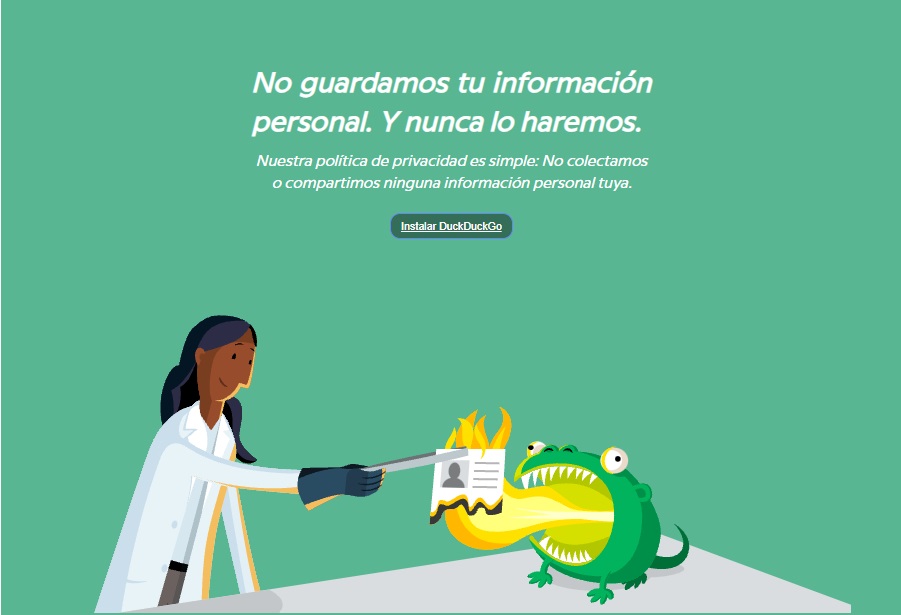 No guardamos tu información
personal. Y nunca lo haremos.
Nuestra política de privacidad es simple: No colectamos
o compartimos ninguna información personal tuya.
Instalar DuckDuckGo